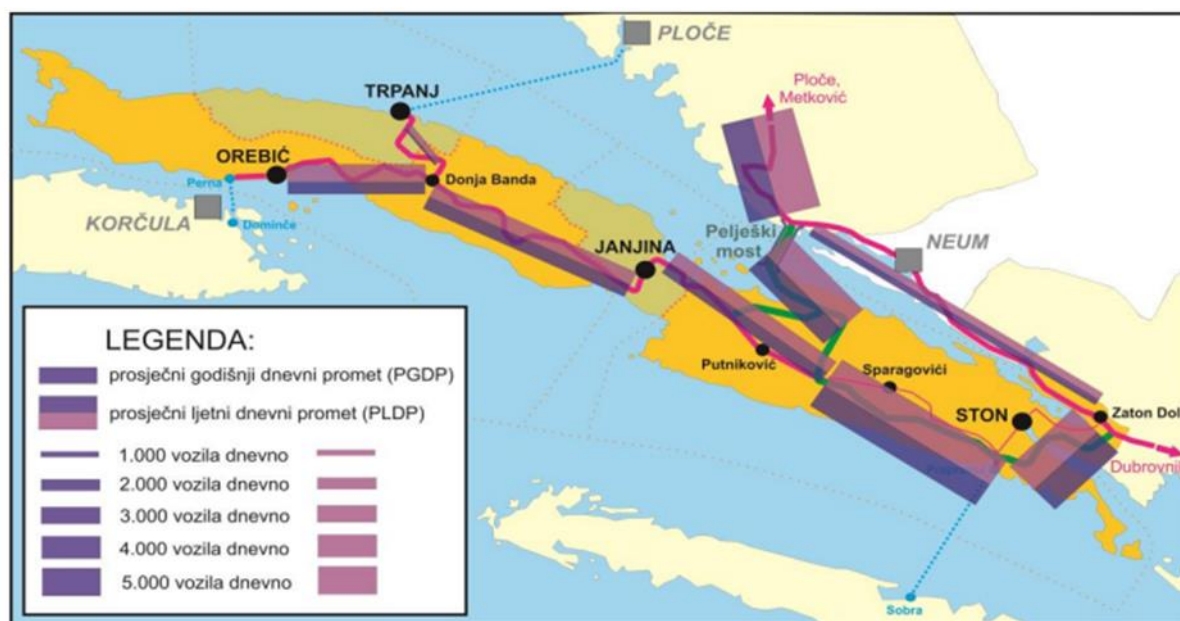 PLOČE
TRPANJ
Ploče,
Metković
OREBIĆ
Perna
Donja Banda
KORČULA
Dominče
Pelješki
most
NEUM
JANJINA
Putniković
Sparagovići
STON
Zaton Dol
Dubrovni
Sobra
LEGENDA:
prosječni godišnji dnevni promet (PGDP)
prosječni ljetni dnevni promet (PLDP)
1.000 vozila dnevno
2.000 vozila dnevno
3.000 vozila dnevno
4.000 vozila dnevno
5.000 vozila dnevno